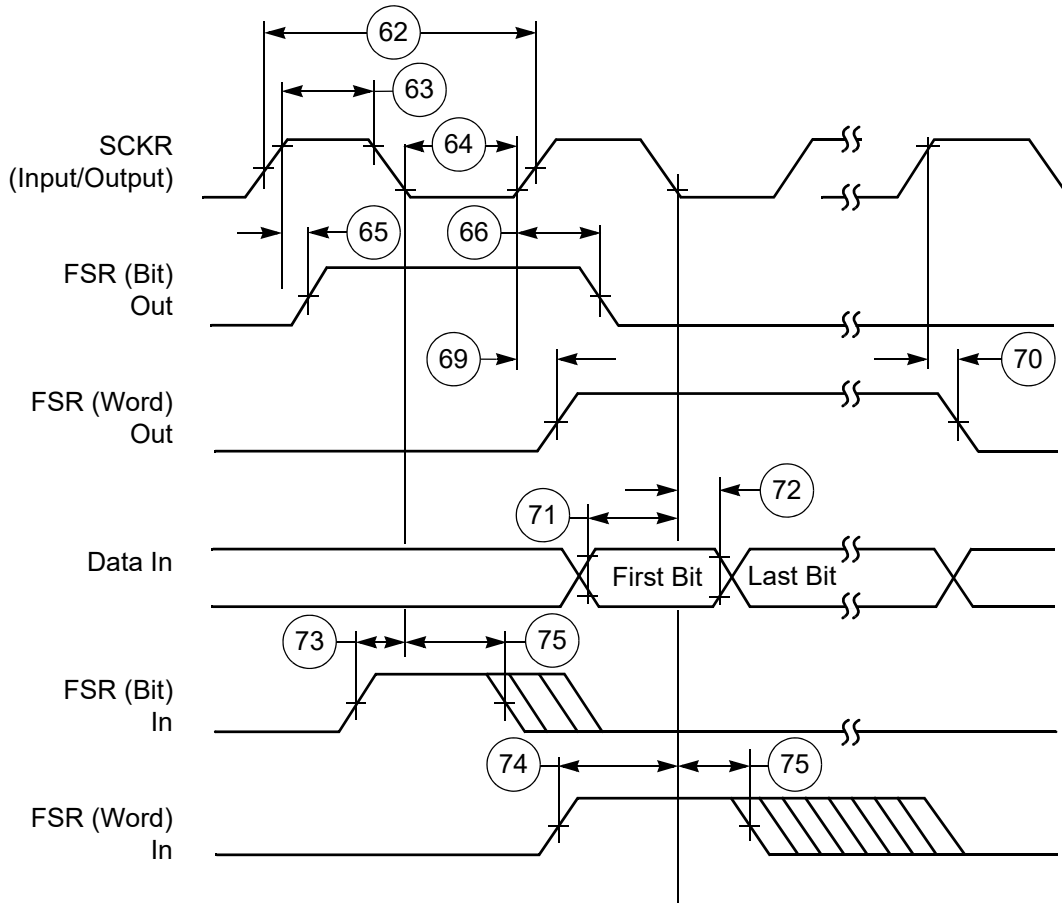 62
63
SCKR
(Input/Output)
64
65
66
FSR (Bit)
Out
69
70
FSR (Word)
Out
71
72
Data In
First Bit
Last Bit
73
75
FSR (Bit)
In
74
75
FSR (Word)
In